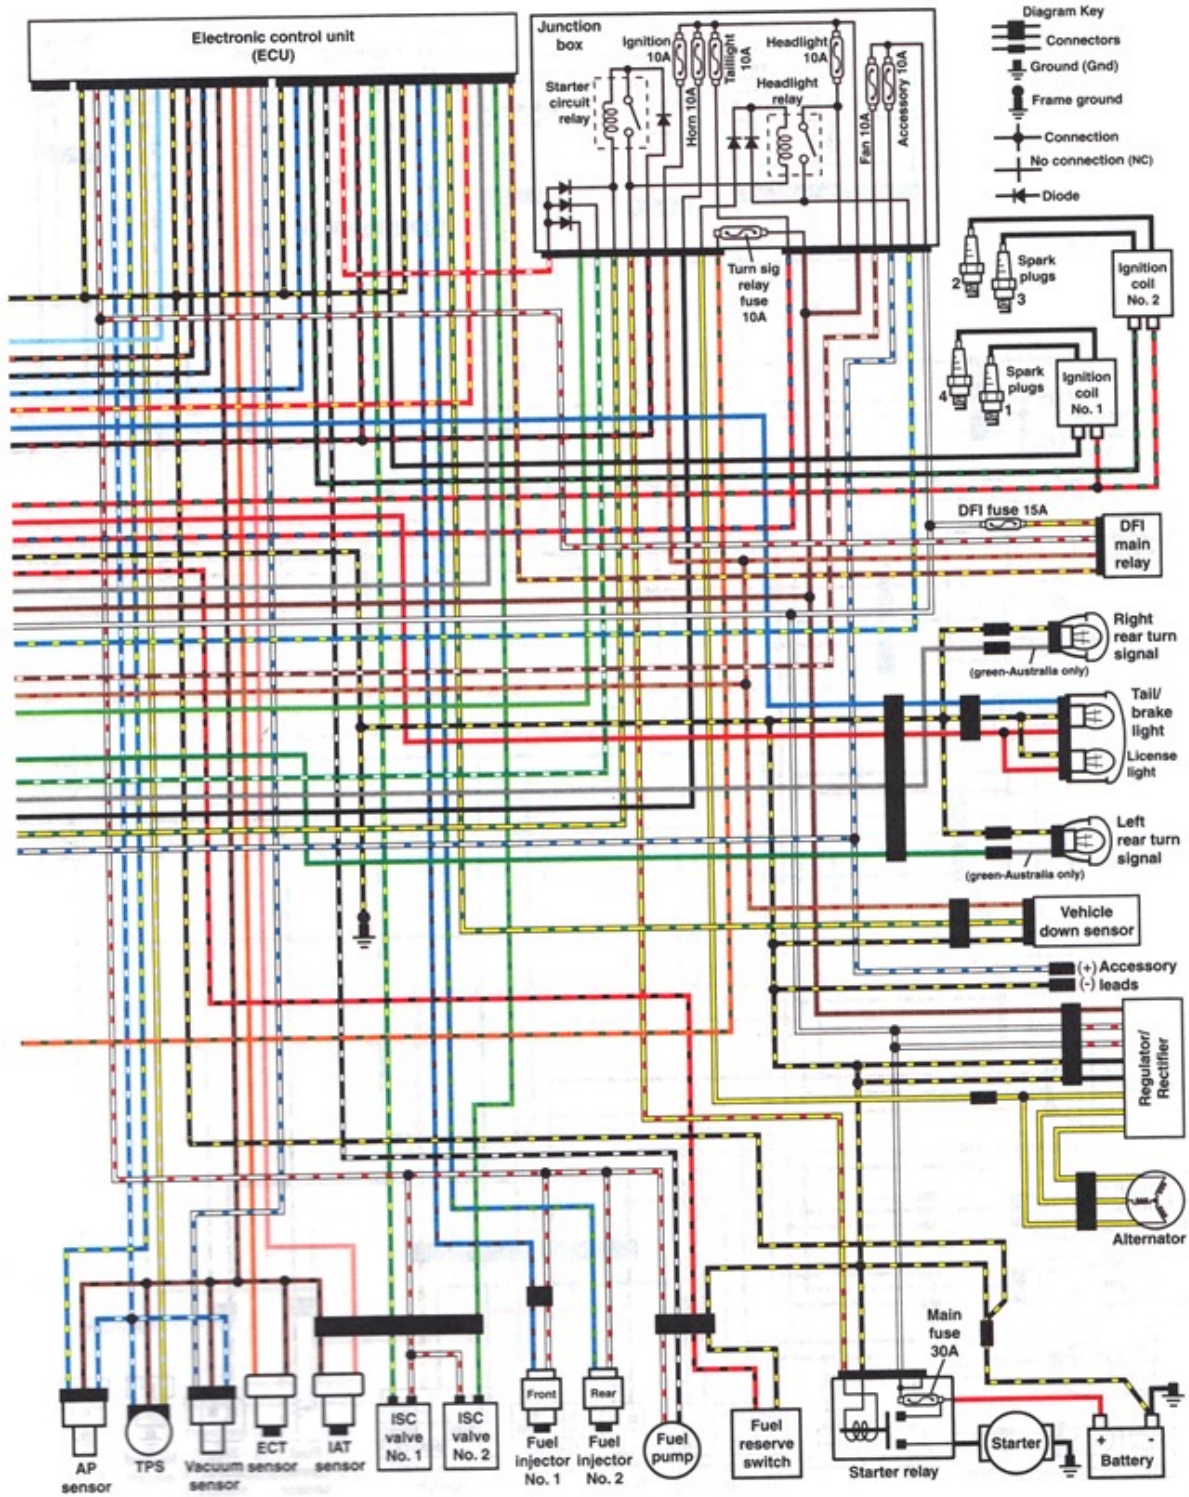 Electronic control unit
(ECU)
Junction
box
Ignition
10A
Horn 10A
Taillight
10A
Headlight
10A
Headlight
relay
Starter
circuit
relay
Fan 10A
Accessory 10A
Turn sig
relay
fuse
10A
Diagram Key
Connectors
Ground (Gnd)
Frame ground
Connection
No connection (NC)
Diode
Spark
plugs
2
3
Ignition
coil
No. 2
Spark
plugs
4
1
Ignition
coil
No. 1
DFI fuse 15A
DFI
main
relay
Right
rear turn
signal
(green-Australia only)
Tail/
brake
light
License
light
Left
rear turn
signal
(green-Australia only)
Vehicle
down sensor
(+) Accessory
(-) leads
Regulator/
Rectifier
Alternator
Main
fuse
30A
Starter relay
Starter
+ -
Battery
AP
sensor
TPS
Vacuum
sensor
ECT
sensor
IAT
sensor
ISC
valve
No. 1
ISC
valve
No. 2
Front
Fuel
injector
No. 1
Rear
Fuel
injector
No. 2
Fuel
pump
Fuel
reserve
switch